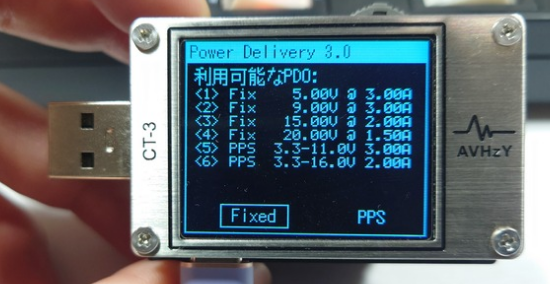 Power Delivery 3.0
利用可能なPDO:
<1> Fix 5.00V @ 3.00A
<2> Fix 9.00V @ 3.00A
<3> Fix 15.00V @ 2.00A
<4> Fix 20.00V @ 1.50A
<5> PPS 3.3-11.0V 3.00A
<6> PPS 3.3-16.0V 2.00A
Fixed PPS
CT-3
AVHzY